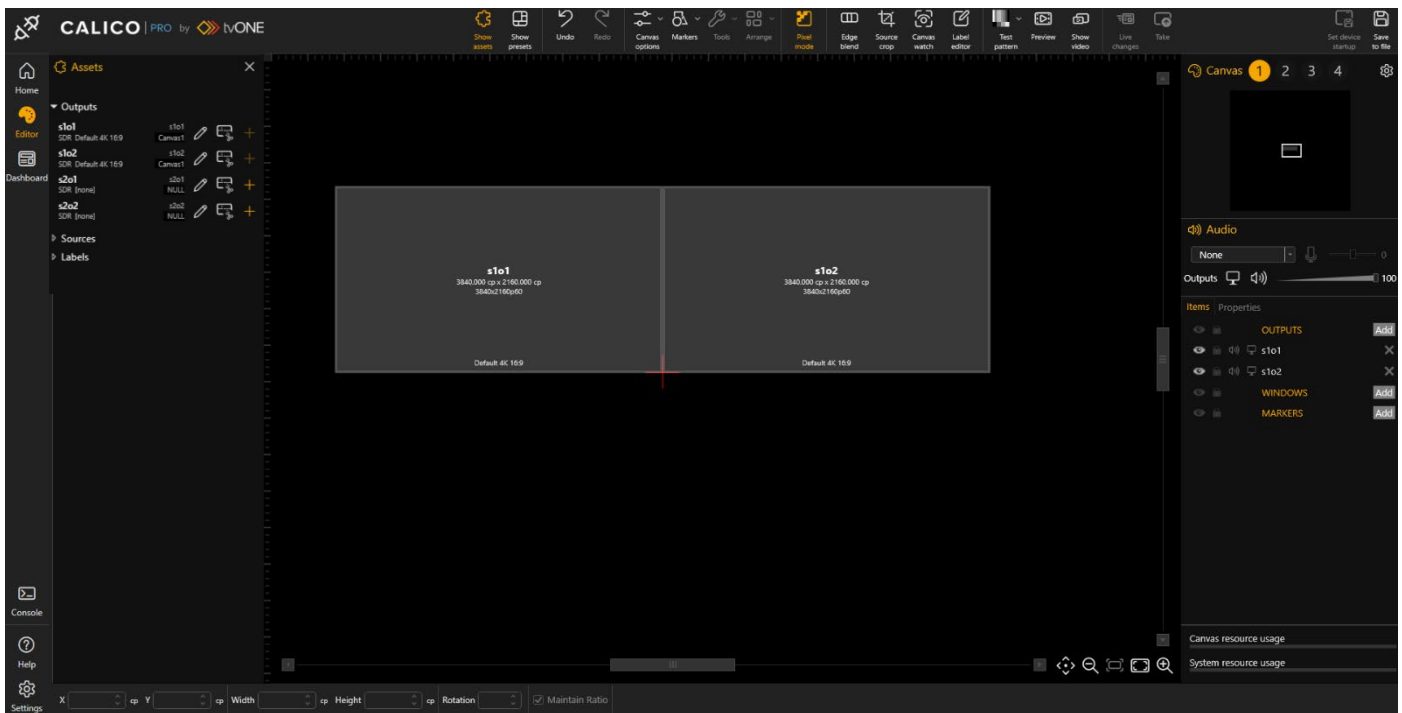 CALICO | PRO by tvONE
Show assets
Show presets
Undo
Redo
Canvas options
Markers
Tools
Arrange
Pixel mode
Edge blend
Source crop
Canvas watch
Label editor
Test pattern
Preview
Show video
Live changes
Take
Set device startup
Save to file
Home
Editor
Dashboard
Console
Help
Settings
Assets
Outputs
s1o1 s1o1
SDR Default 4K 16:9 Canvas1
s1o2 s1o2
SDR Default 4K 16:9 Canvas1
s2o1 s2o1
SDR [none] NULL
s2o2 s2o2
SDR [none] NULL
Sources
Labels
s1o1
3840.000 cp x 2160.000 cp
3840x2160p60
Default 4K 16:9
s1o2
3840.000 cp x 2160.000 cp
3840x2160p60
Default 4K 16:9
Canvas 1 2 3 4
Audio
None 0
Outputs 100
Items Properties
OUTPUTS Add
s1o1
s1o2
WINDOWS Add
MARKERS Add
Canvas resource usage
System resource usage
X cp Y cp Width cp Height cp Rotation Maintain Ratio